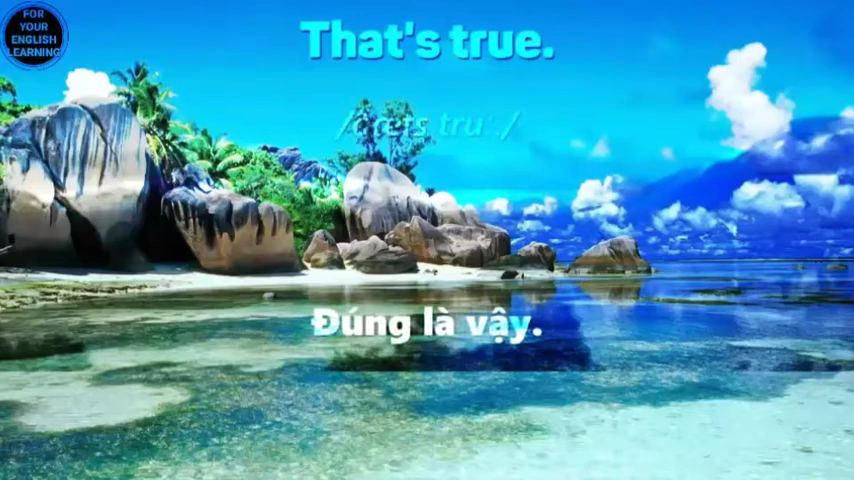 FOR
YOUR
ENGLISH
LEARNING
That's true.
Đúng là vậy.